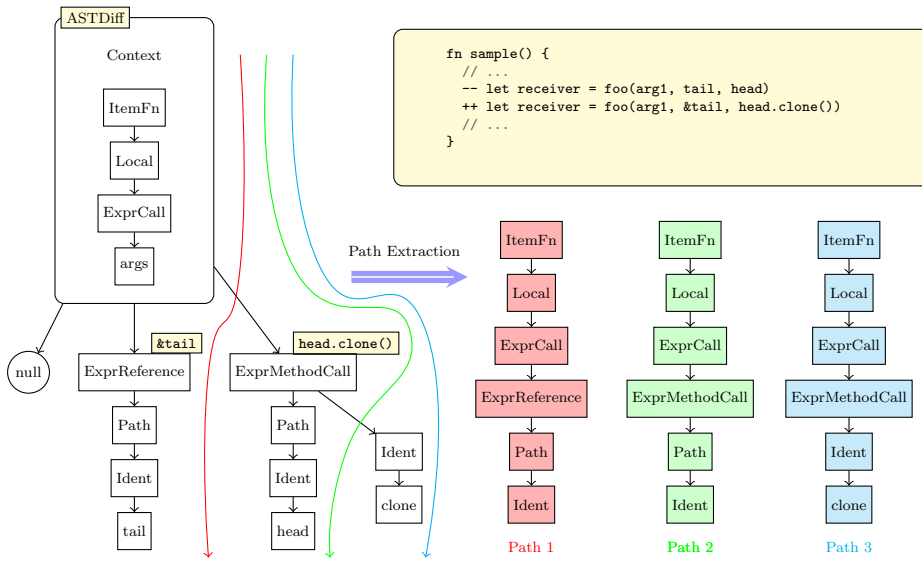 ASTDiff
Context
ItemFn
Local
ExprCall
args
null
&tail
ExprReference
Path
Ident
tail
head.clone()
ExprMethodCall
Path
Ident
head
Ident
clone
fn sample() {
// ...
-- let receiver = foo(arg1, tail, head)
++ let receiver = foo(arg1, &tail, head.clone())
// ...
}
Path Extraction
ItemFn
Local
ExprCall
ExprReference
Path
Ident
Path 1
ItemFn
Local
ExprCall
ExprMethodCall
Path
Ident
Path 2
ItemFn
Local
ExprCall
ExprMethodCall
Ident
clone
Path 3